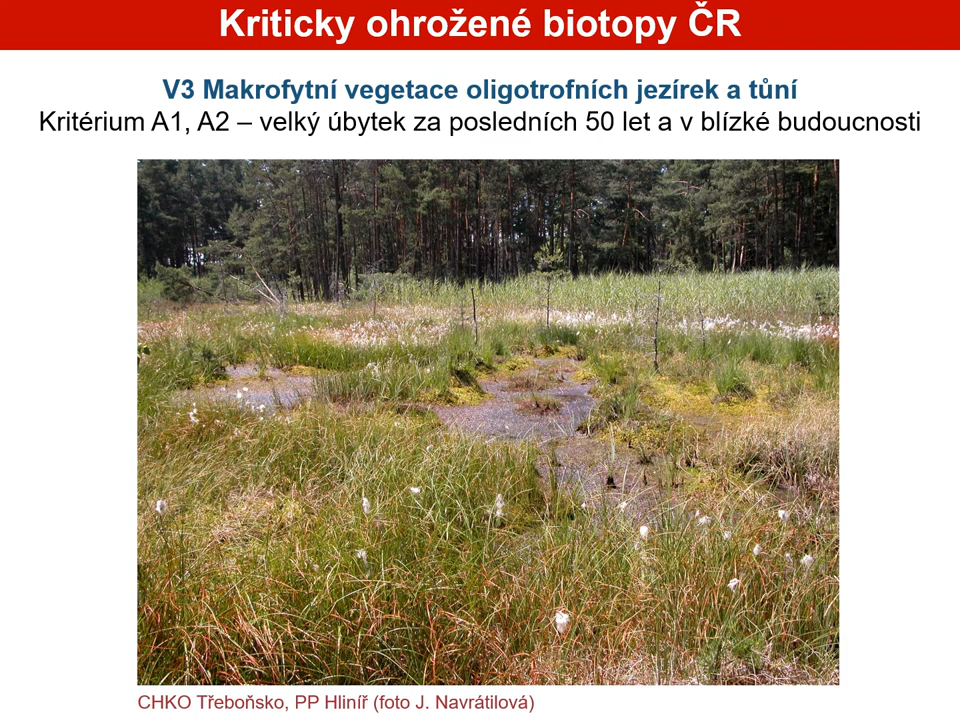 Kriticky ohrožené biotopy ČR
V3 Makrofytní vegetace oligotrofních jezírek a tůní
Kritérium A1, A2 – velký úbytek za posledních 50 let a v blízké budoucnosti
CHKO Třeboňsko, PP Hliníř (foto J. Navrátilová)